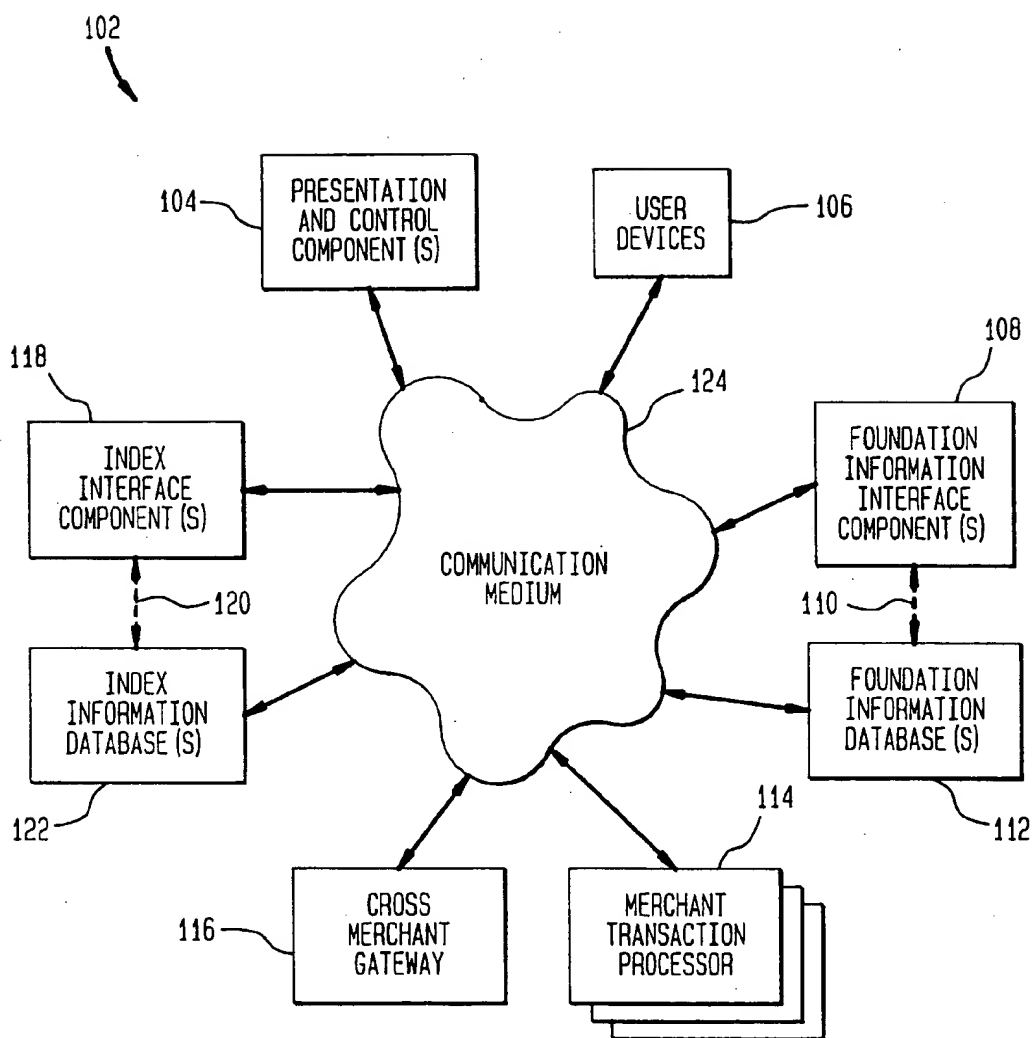 102
104
PRESENTATION
AND CONTROL
COMPONENT (S)
USER
DEVICES
106
118
INDEX
INTERFACE
COMPONENT (S)
124
108
FOUNDATION
INFORMATION
INTERFACE
COMPONENT (S)
COMMUNICATION
MEDIUM
120
110
INDEX
INFORMATION
DATABASE (S)
122
FOUNDATION
INFORMATION
DATABASE (S)
112
114
116
CROSS
MERCHANT
GATEWAY
MERCHANT
TRANSACTION
PROCESSOR